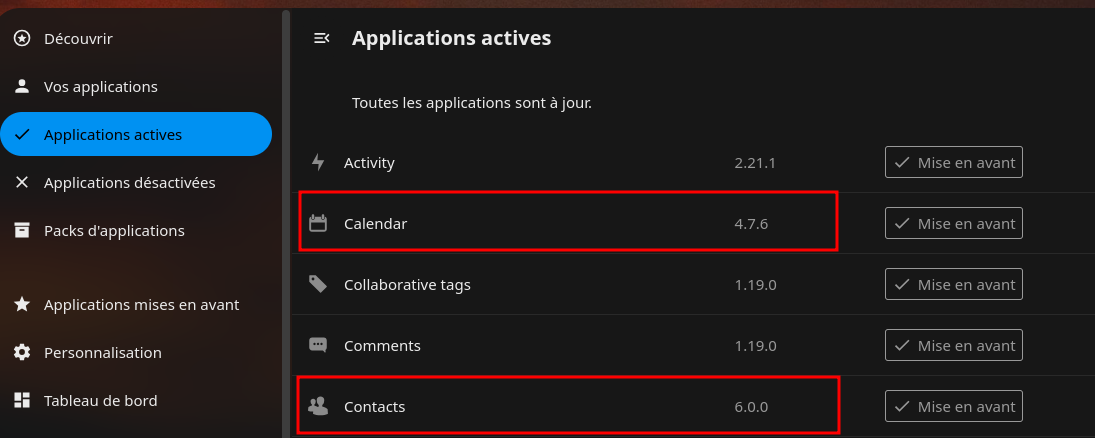 Découvrir
Vos applications
Applications actives
Applications désactivées
Packs d'applications
Applications mises en avant
Personnalisation
Tableau de bord
Applications actives
Toutes les applications sont à jour.
Activity 2.21.1 Mise en avant
Calendar 4.7.6 Mise en avant
Collaborative tags 1.19.0 Mise en avant
Comments 1.19.0 Mise en avant
Contacts 6.0.0 Mise en avant